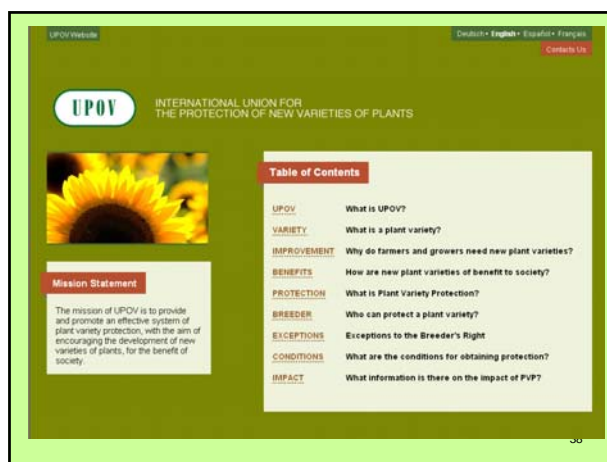 UPOV Website
Deutsch • English • Español • Français
Contacts Us
UPOV
INTERNATIONAL UNION FOR
THE PROTECTION OF NEW VARIETIES OF PLANTS
Mission Statement
The mission of UPOV is to provide
and promote an effective system of
plant variety protection, with the aim of
encouraging the development of new
varieties of plants, for the benefit of
society.
Table of Contents
UPOV What is UPOV?
VARIETY What is a plant variety?
IMPROVEMENT Why do farmers and growers need new plant varieties?
BENEFITS How are new plant varieties of benefit to society?
PROTECTION What is Plant Variety Protection?
BREEDER Who can protect a plant variety?
EXCEPTIONS Exceptions to the Breeder's Right
CONDITIONS What are the conditions for obtaining protection?
IMPACT What information is there on the impact of PVP?